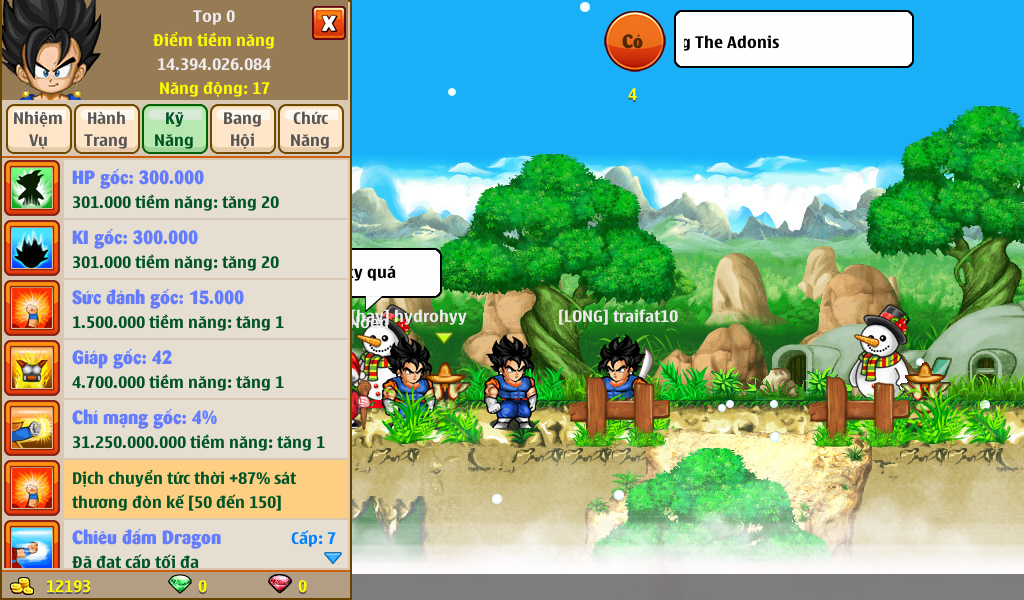 Top 0
Điểm tiềm năng
14.394.026.084
Năng động: 17
X
Nhiệm Vụ
Hành Trang
Kỹ Năng
Bang Hội
Chức Năng
HP gốc: 300.000
301.000 tiềm năng: tăng 20
KI gốc: 300.000
301.000 tiềm năng: tăng 20
Sức đánh gốc: 15.000
1.500.000 tiềm năng: tăng 1
Giáp gốc: 42
4.700.000 tiềm năng: tăng 1
Chí mạng gốc: 4%
31.250.000.000 tiềm năng: tăng 1
Dịch chuyển tức thời +87% sát
thương đòn kế [50 đến 150]
Chiêu đấm Dragon Cấp: 7
Đã đạt cấp tối đa
12193 0 0
Có
g The Adonis
4
ty quá
[bay] hydrohyy
[LONG] traifat10